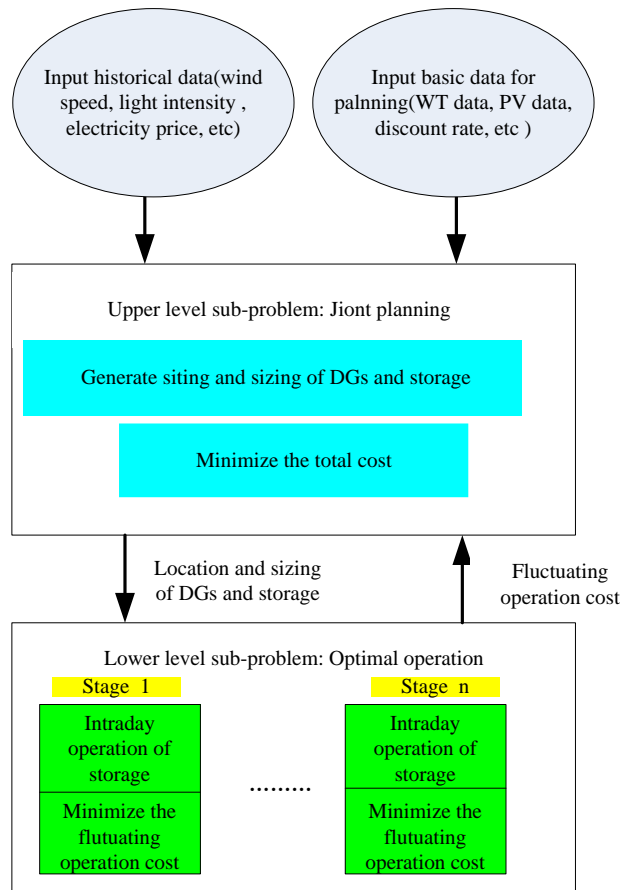 Input historical data(wind
speed, light intensity ,
electricity price, etc)
Input basic data for
palnning(WT data, PV data,
discount rate, etc )
Upper level sub-problem: Jiont planning
Generate siting and sizing of DGs and storage
Minimize the total cost
Location and sizing
of DGs and storage
Fluctuating
operation cost
Lower level sub-problem: Optimal operation
Stage 1
Intraday
operation of
storage
Minimize the
flutuating
operation cost
.........
Stage n
Intraday
operation of
storage
Minimize the
flutuating
operation cost